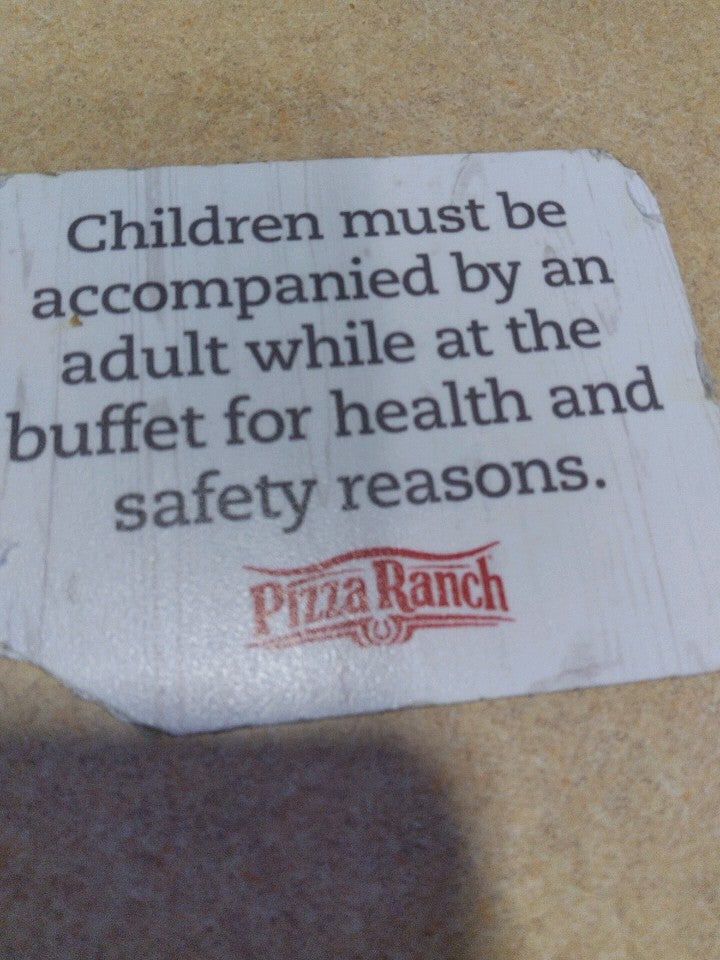 Children must be
accompanied by an
adult while at the
buffet for health and
safety reasons.
Pizza Ranch